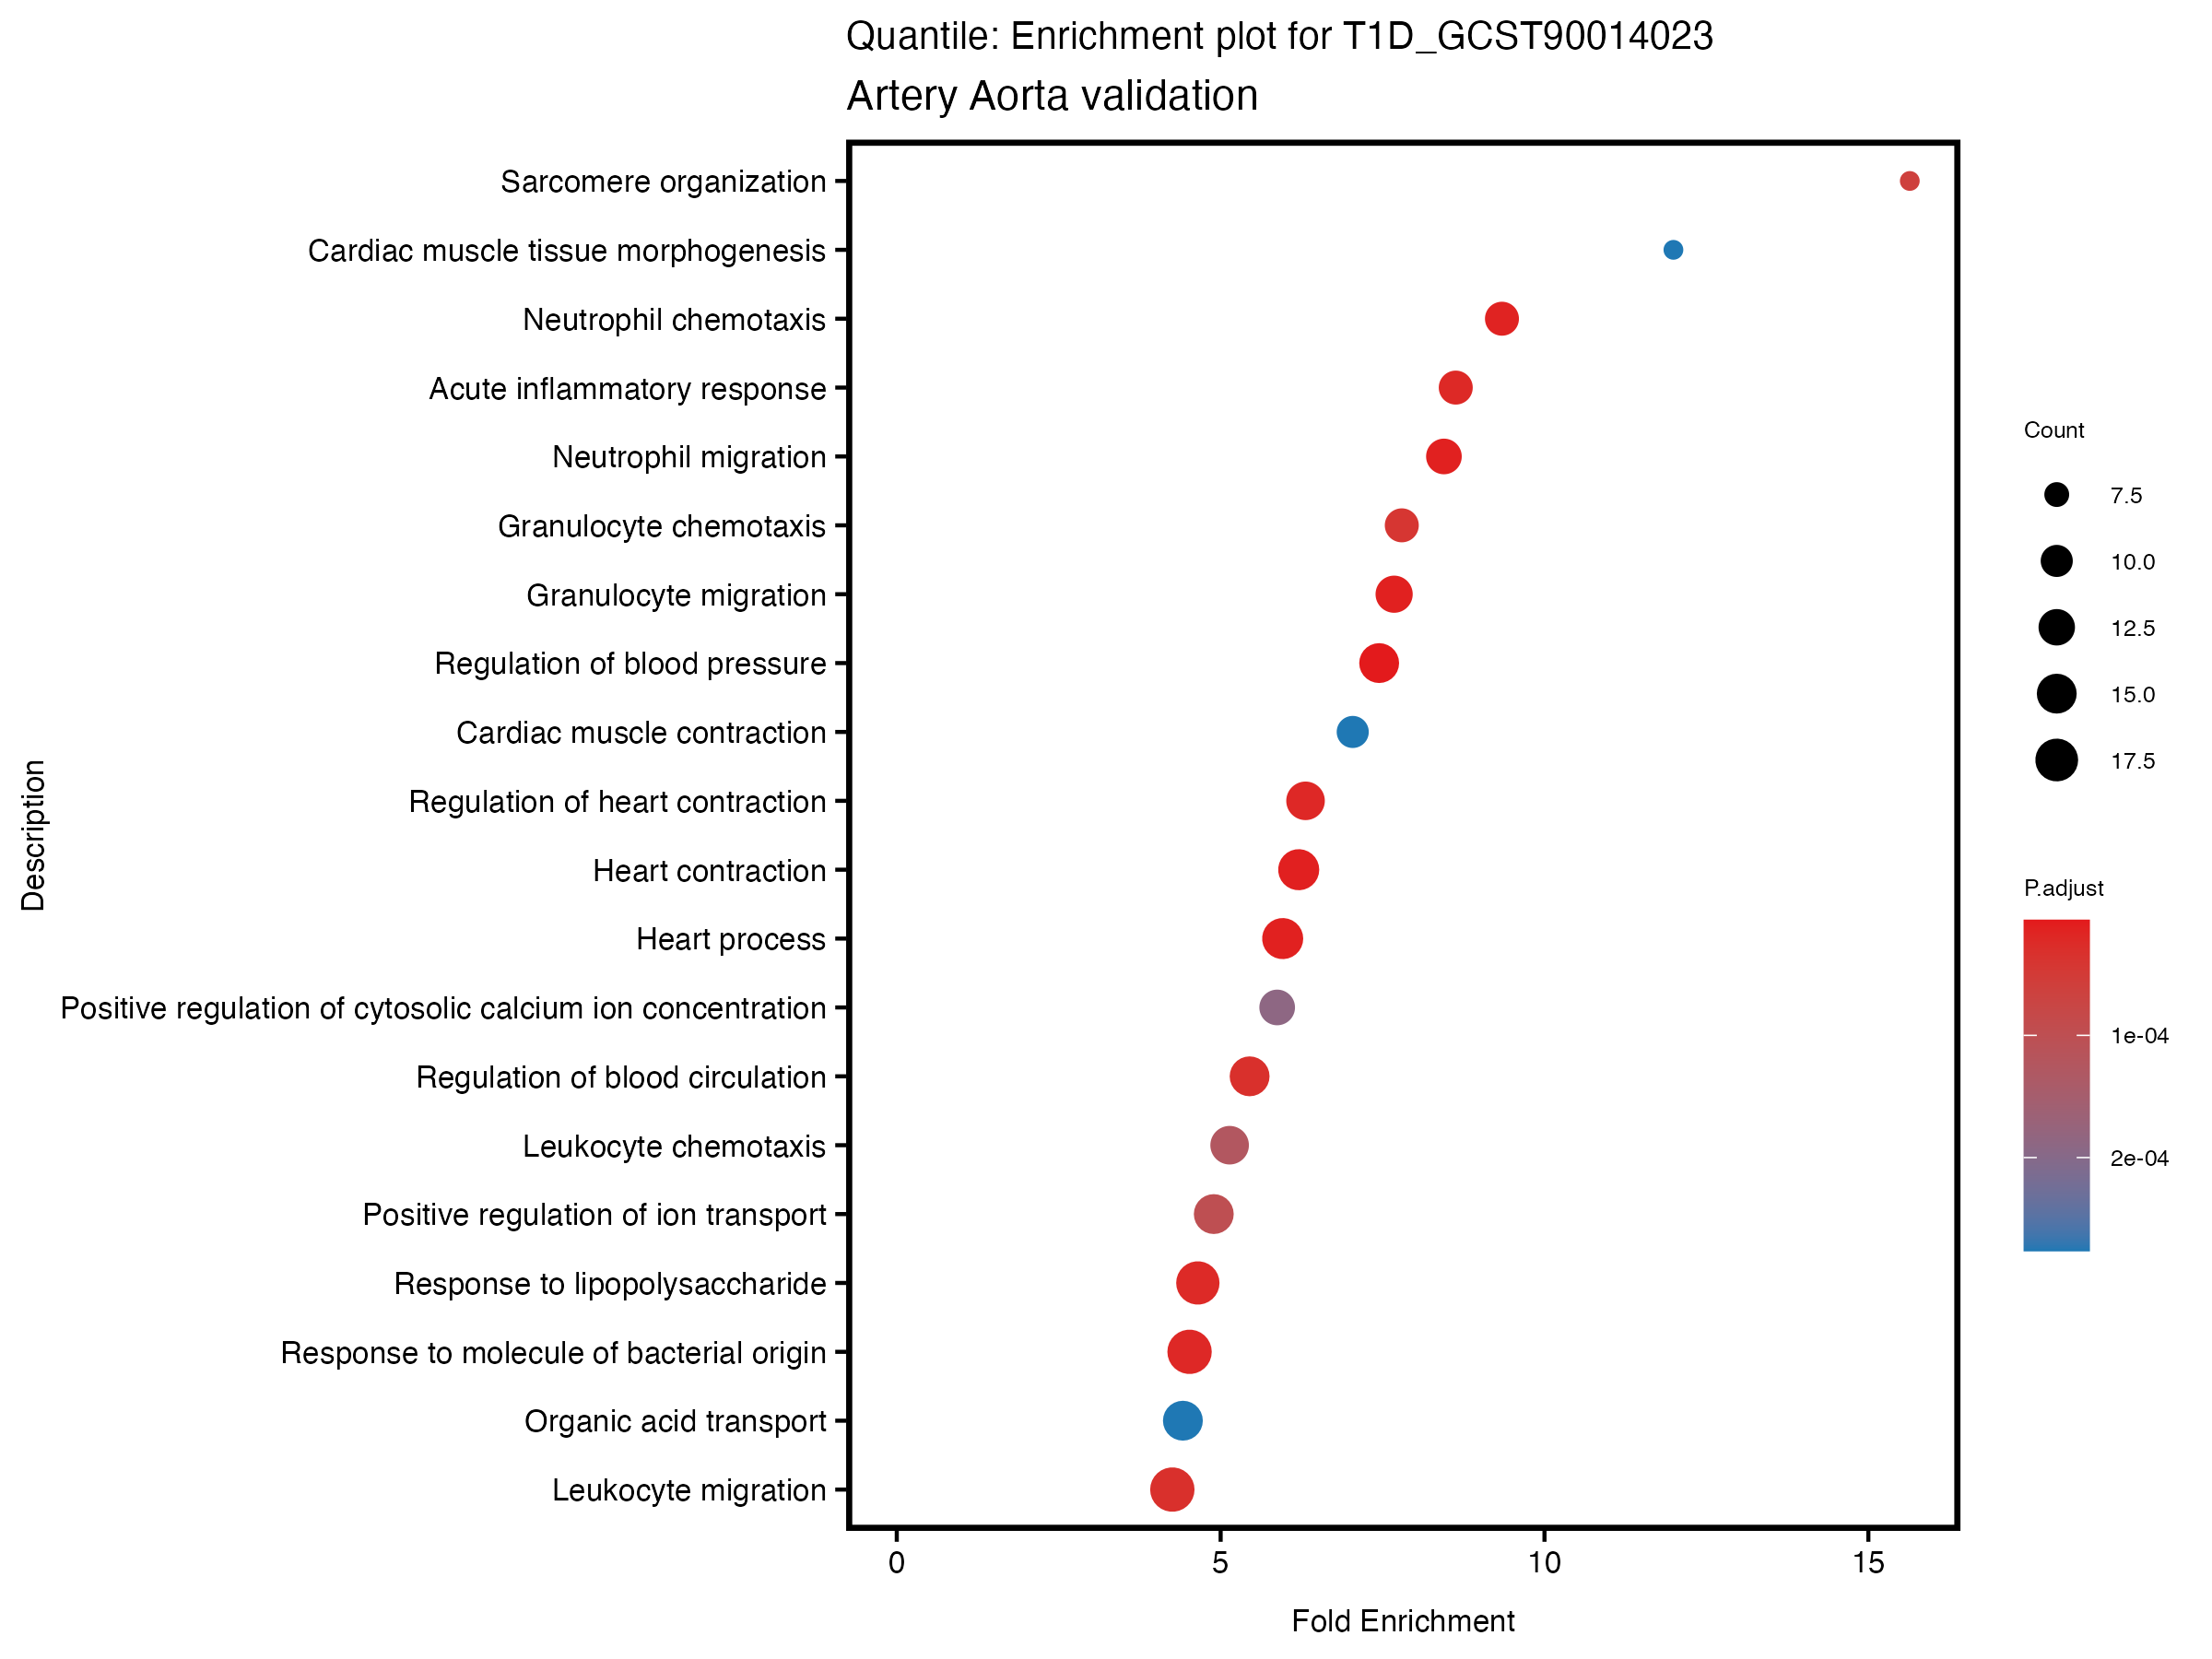 Quantile: Enrichment plot for T1D_GCST90014023
Artery Aorta validation
Sarcomere organization
Cardiac muscle tissue morphogenesis
Neutrophil chemotaxis
Acute inflammatory response
Neutrophil migration
Granulocyte chemotaxis
Granulocyte migration
Regulation of blood pressure
Cardiac muscle contraction
Regulation of heart contraction
Heart contraction
Heart process
Positive regulation of cytosolic calcium ion concentration
Regulation of blood circulation
Leukocyte chemotaxis
Positive regulation of ion transport
Response to lipopolysaccharide
Response to molecule of bacterial origin
Organic acid transport
Leukocyte migration
Description
0 5 10 15
Fold Enrichment
Count
7.5
10.0
12.5
15.0
17.5
P.adjust
1e-04
2e-04